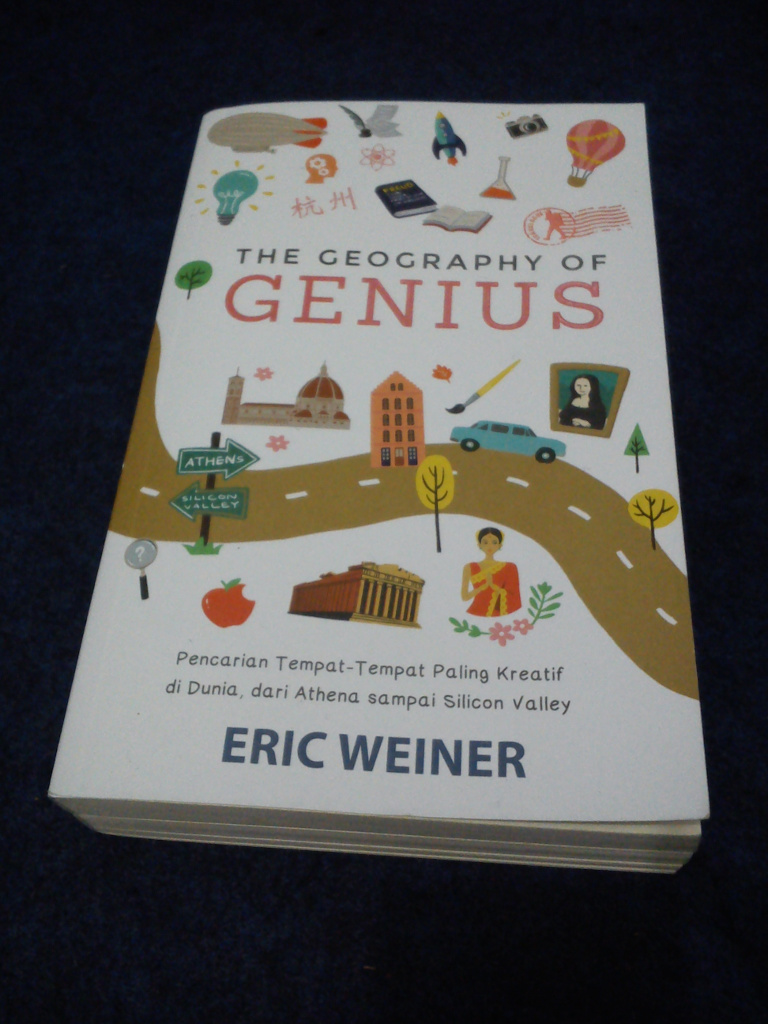 杭州
THE GEOGRAPHY OF
GENIUS
ATHENS
SILICON
VALLEY
?
Pencarian Tempat-Tempat Paling Kreatif
di Dunia, dari Athena sampai Silicon Valley
ERIC WEINER